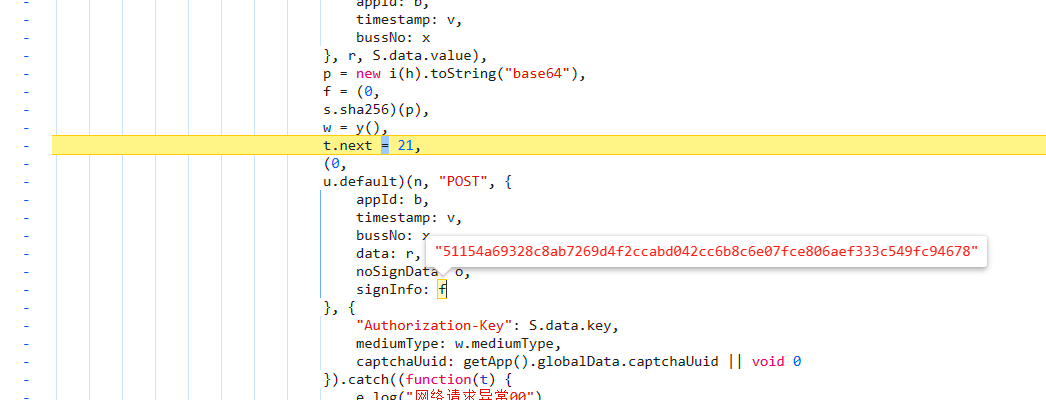 appId: b,
timestamp: v,
bussNo: x
}, r, S.data.value),
p = new i(h).toString("base64"),
f = (0,
s.sha256)(p),
w = y(),
t.next = 21,
(0,
u.default)(n, "POST", {
appId: b,
timestamp: v,
bussNo: x
"51154a69328c8ab7269d4f2ccabd042cc6b8c6e07fce806aef333c549fc94678"
data: r,
noSignData: o,
signInfo: f
}, {
"Authorization-Key": S.data.key,
mediumType: w.mediumType,
captchaUuid: getApp().globalData.captchaUuid || void 0
}).catch((function(t) {
e.log("网络请求异常00")